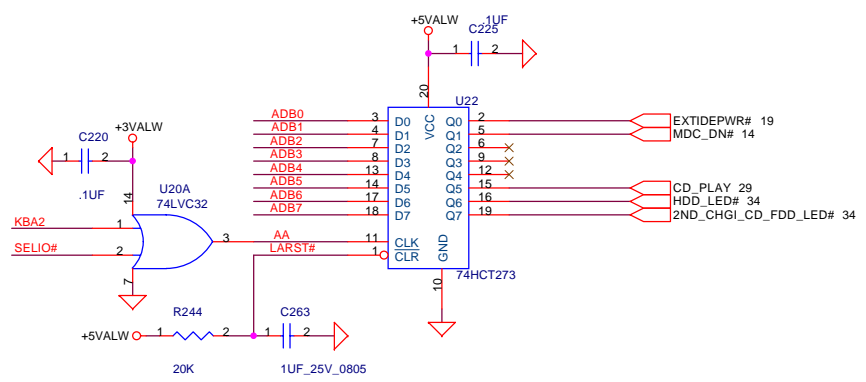 +5VALW
.1UF
C225
1
2
20
U22
VCC
ADB0 3 D0 Q0 2 EXTIDEPWR# 19
ADB1 4 D1 Q1 5 MDC_DN# 14
ADB2 7 D2 Q2 6
ADB3 8 D3 Q3 9
ADB4 13 D4 Q4 12
ADB5 14 D5 Q5 15 CD_PLAY 29
ADB6 17 D6 Q6 16 HDD_LED# 34
ADB7 18 D7 Q7 19 2ND_CHGI_CD_FDD_LED# 34
C220
+3VALW
1
2
.1UF
14
U20A
74LVC32
KBA2 1
SELIO# 2
3
7
AA 11 CLK
LARST# 1 CLR
GND
10
74HCT273
R244
+5VALW 1 2
20K
C263
1 2
1UF_25V_0805